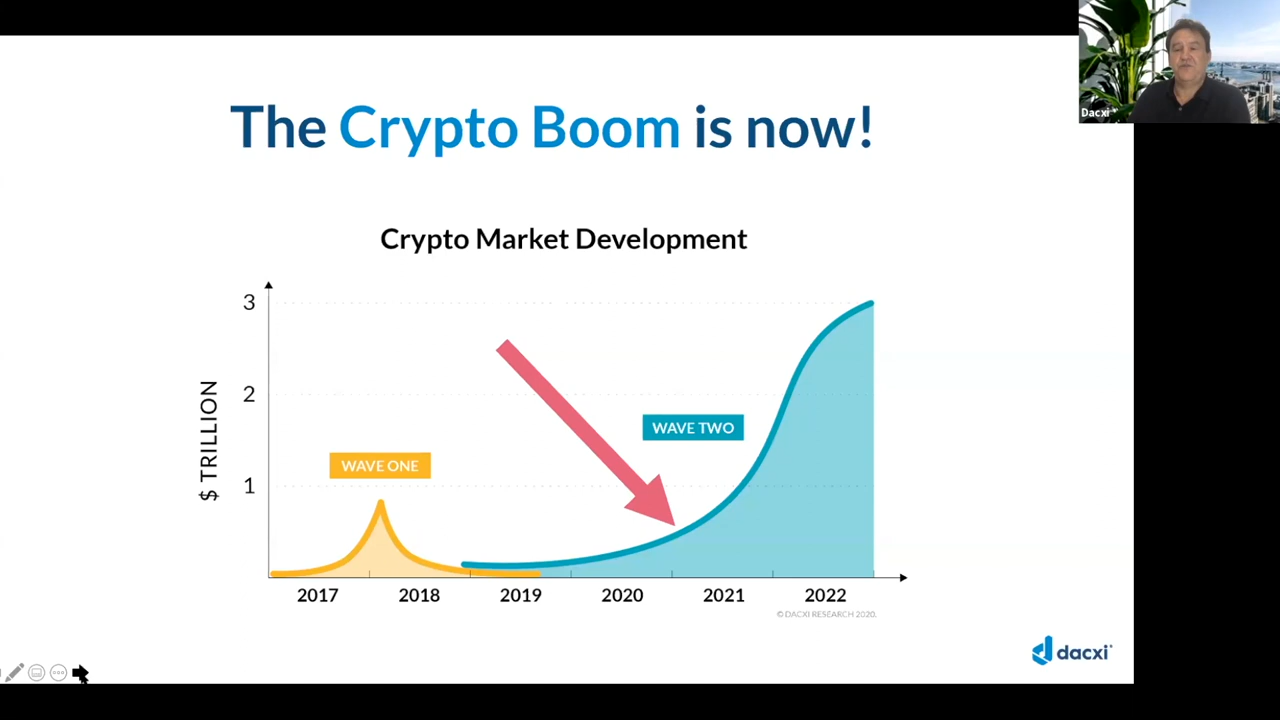 The Crypto Boom is now!
Crypto Market Development
$ TRILLION
3
2
1
WAVE ONE
WAVE TWO
2017 2018 2019 2020 2021 2022
© DACXI RESEARCH 2020.
dacxi
Dacxi